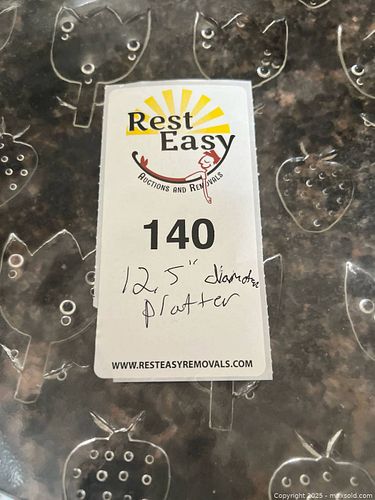 Rest
Easy
AUCTIONS AND REMOVALS
140
12.5" diameter
platter
WWW.RESTEASYREMOVALS.COM
Copyright © 2025 - maxsold.com